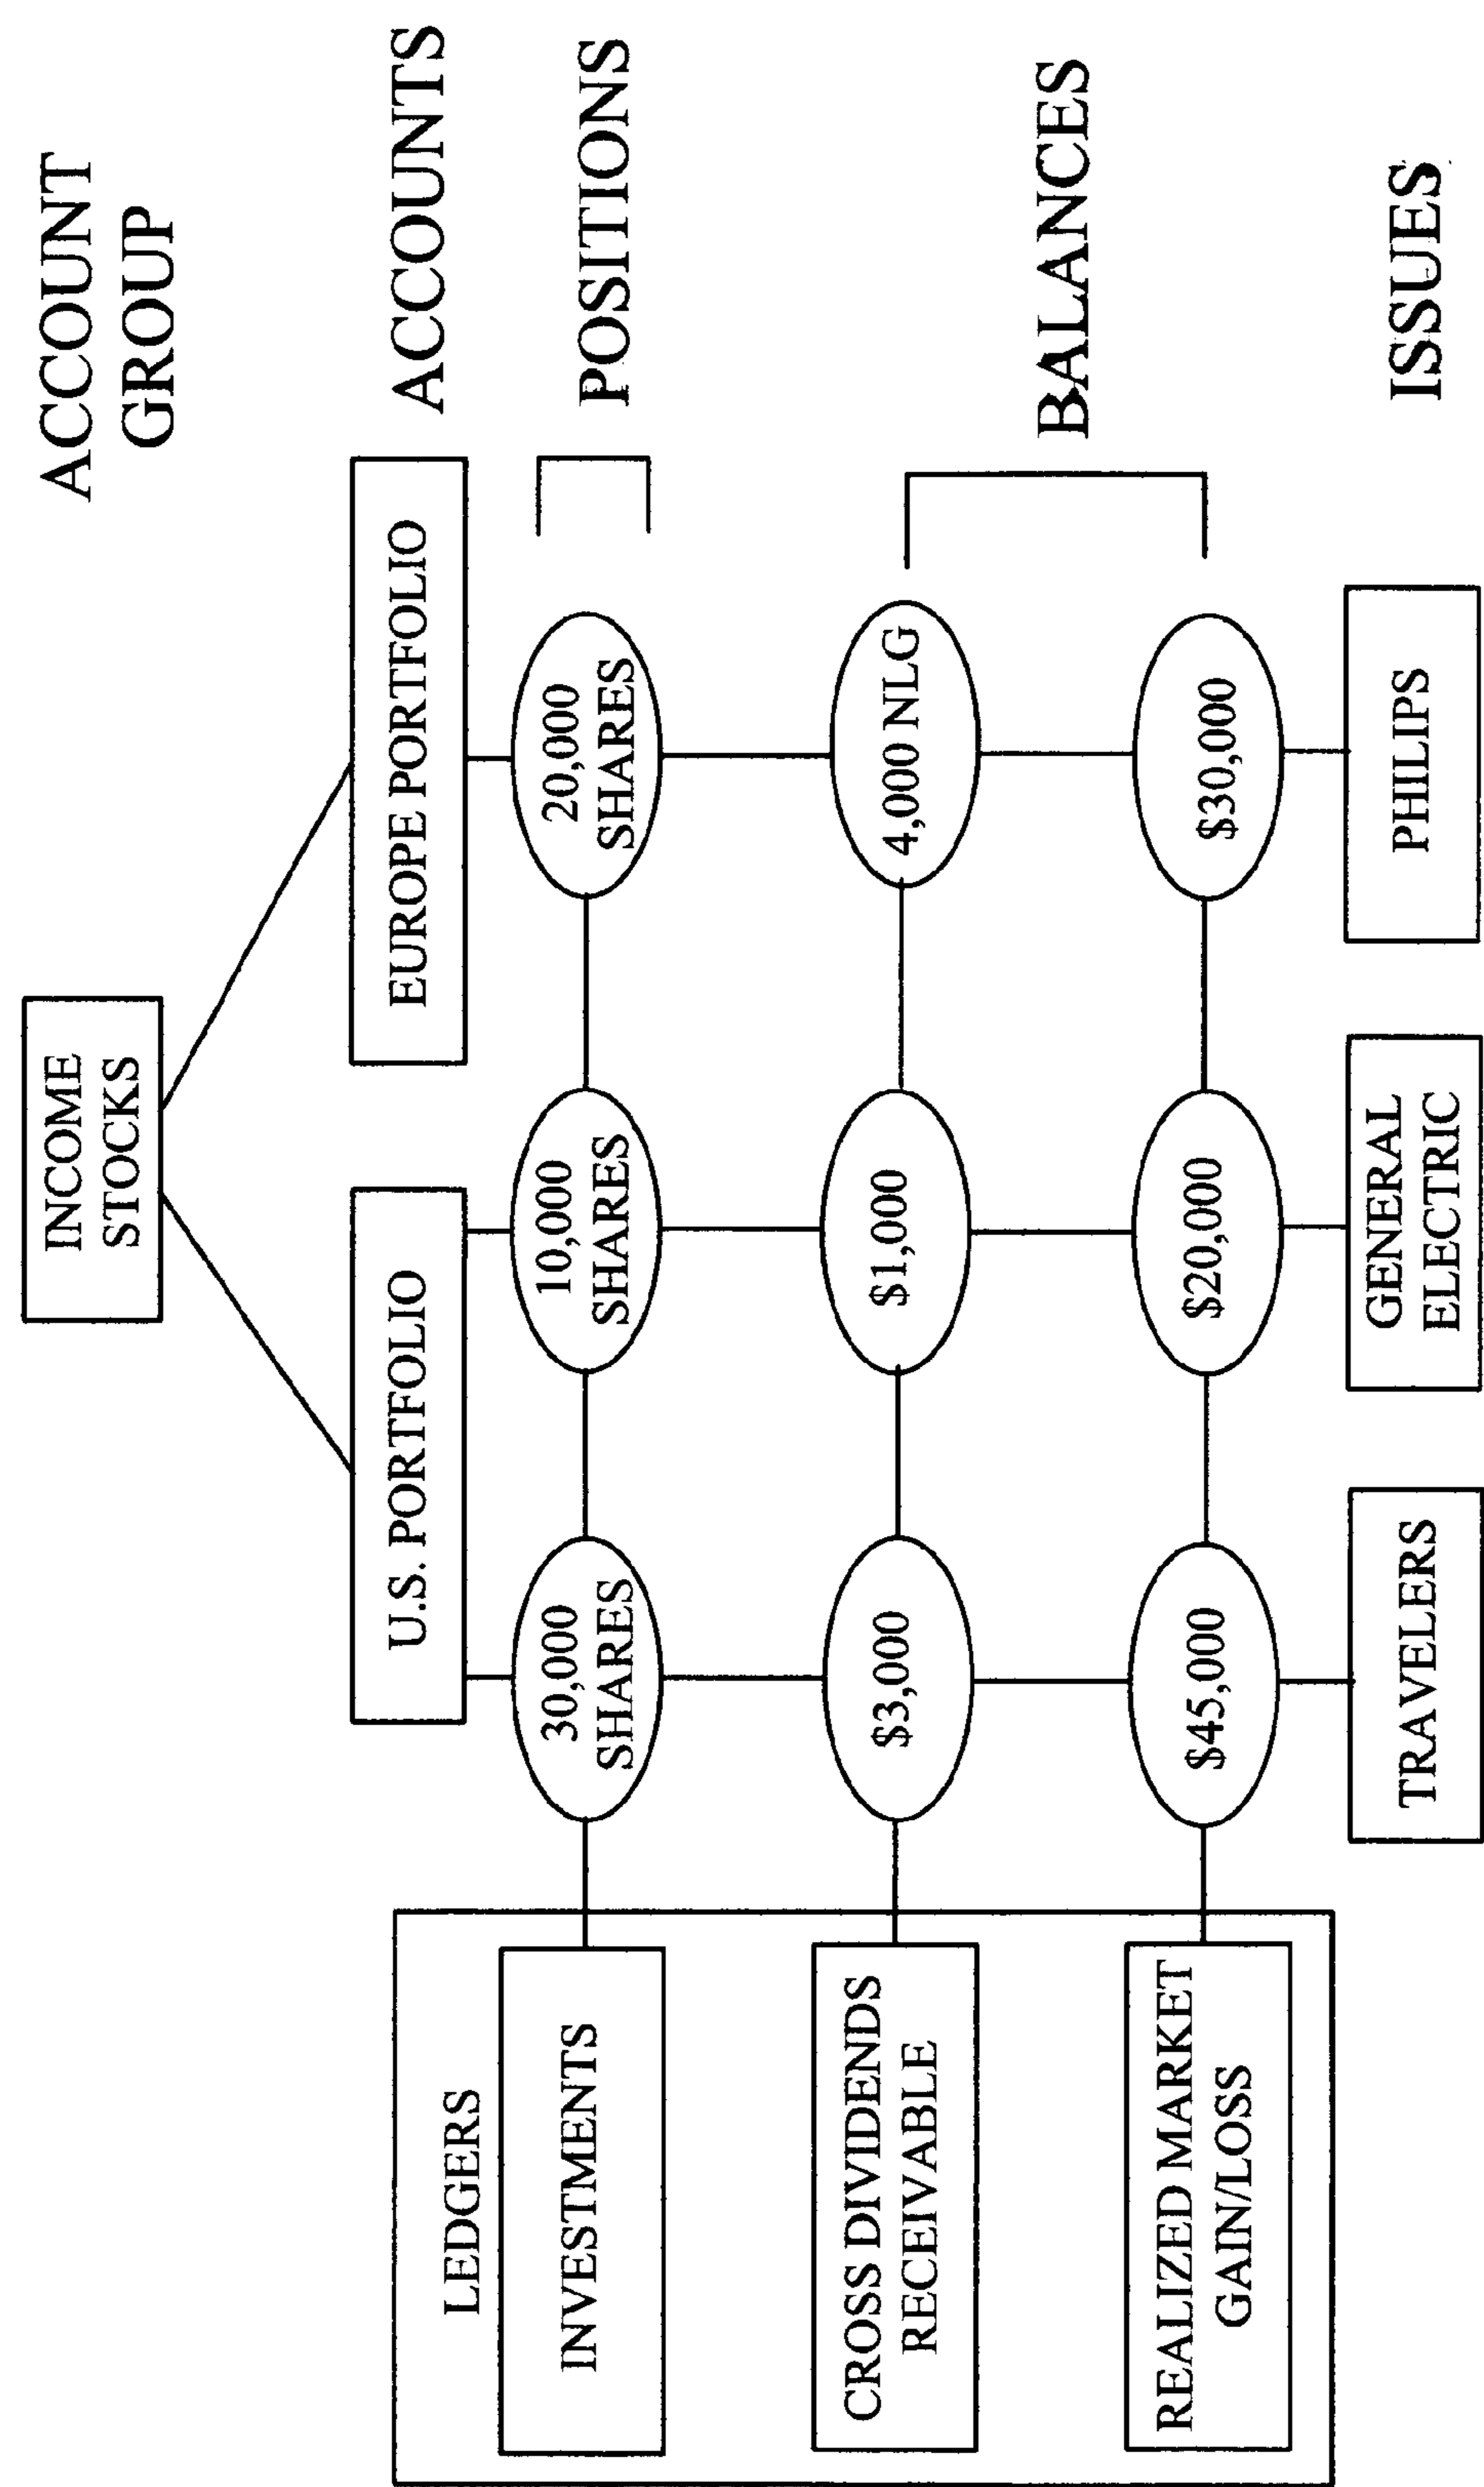 ACCOUNT
GROUP
INCOME
STOCKS
ACCOUNTS
U.S. PORTFOLIO
EUROPE PORTFOLIO
POSITIONS
LEDGERS
INVESTMENTS
30,000
SHARES
10,000
SHARES
20,000
SHARES
BALANCES
CROSS DIVIDENDS
RECEIVABLE
$3,000
$1,000
4,000 NLG
REALIZED MARKET
GAIN/LOSS
$45,000
$20,000
$30,000
ISSUES
TRAVELERS
GENERAL
ELECTRIC
PHILIPS